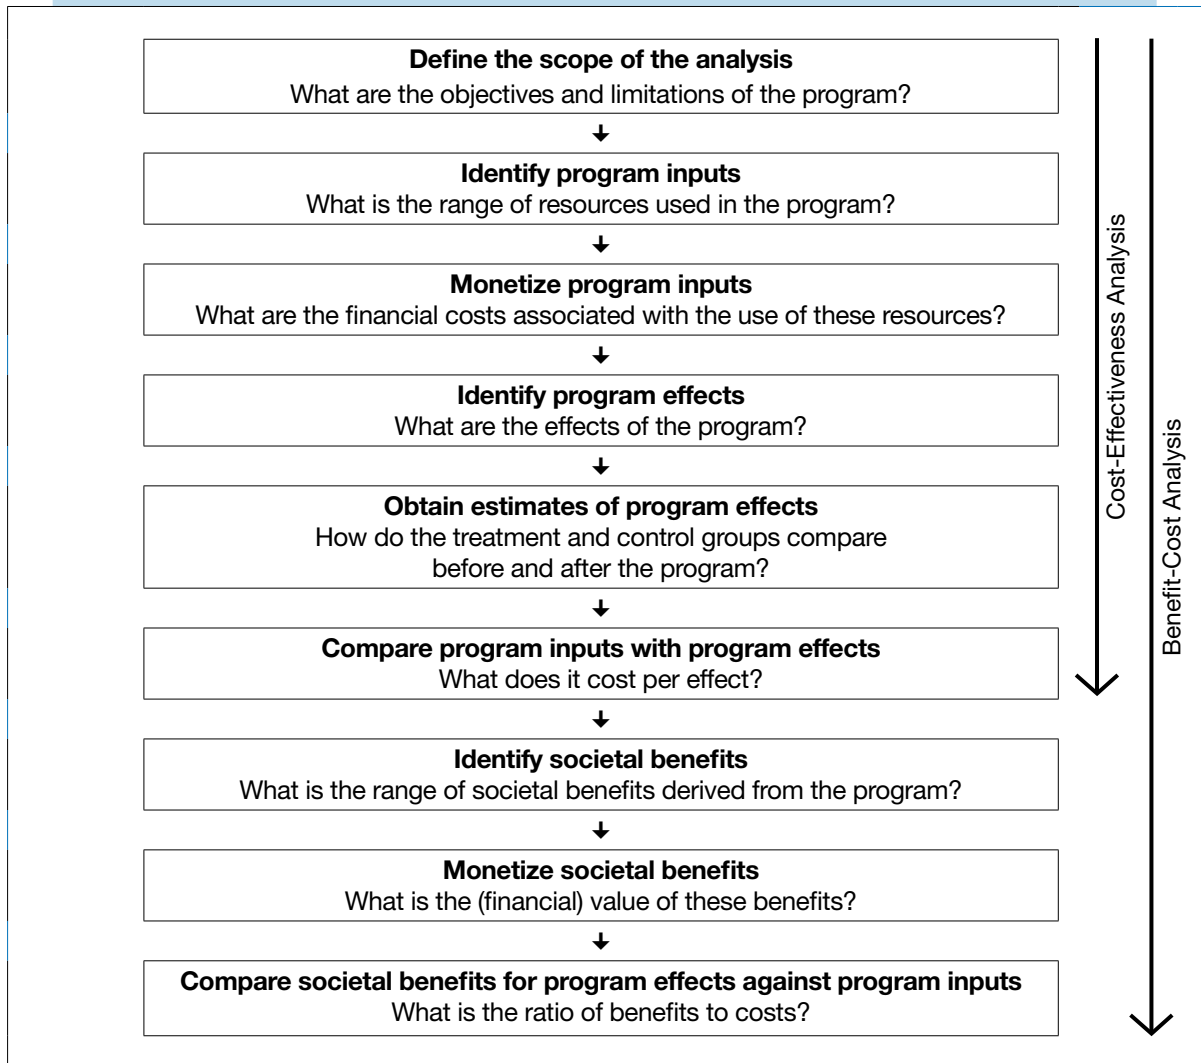 Define the scope of the analysis
What are the objectives and limitations of the program?
Identify program inputs
What is the range of resources used in the program?
Monetize program inputs
What are the financial costs associated with the use of these resources?
Identify program effects
What are the effects of the program?
Obtain estimates of program effects
How do the treatment and control groups compare
before and after the program?
Compare program inputs with program effects
What does it cost per effect?
Identify societal benefits
What is the range of societal benefits derived from the program?
Monetize societal benefits
What is the (financial) value of these benefits?
Compare societal benefits for program effects against program inputs
What is the ratio of benefits to costs?
Cost-Effectiveness Analysis
Benefit-Cost Analysis